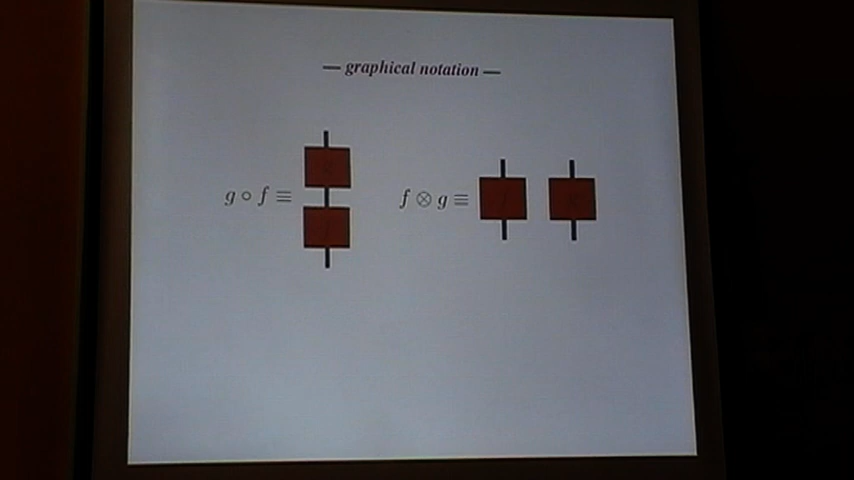 — graphical notation —
g ∘ f ≡
f ⊗ g ≡
g
f
f
g